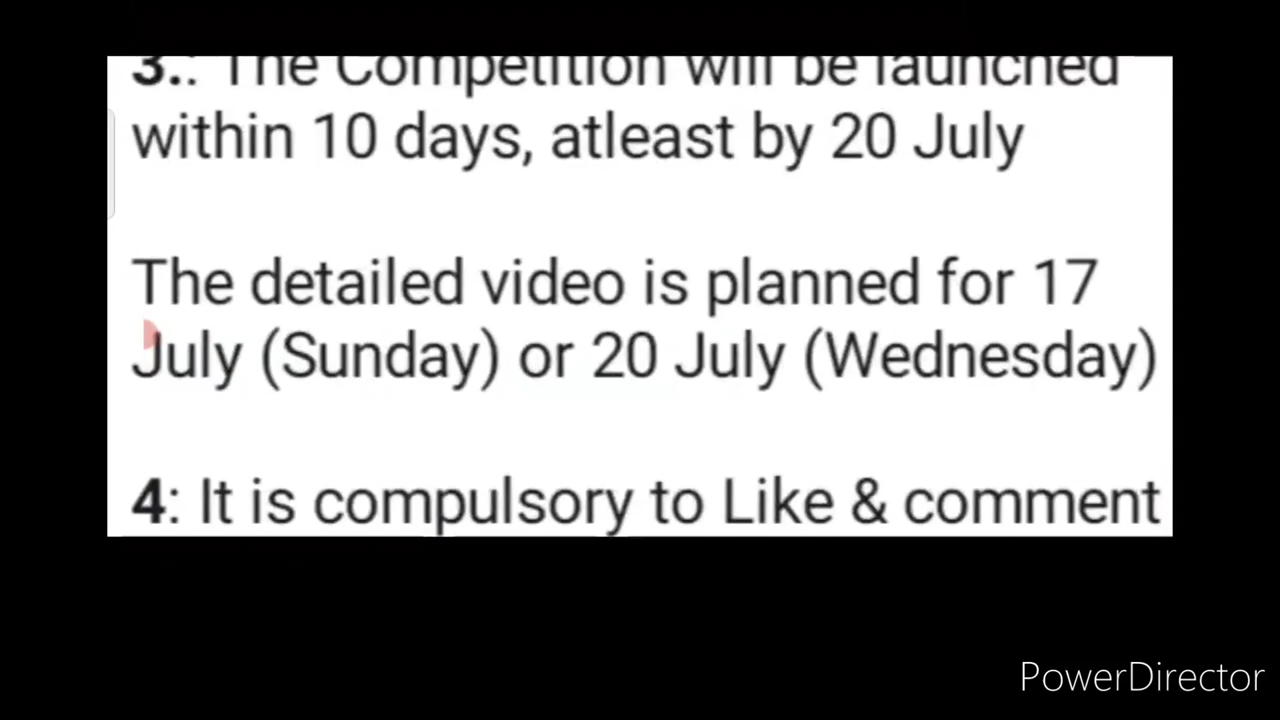 3.: The Competition will be launched
within 10 days, atleast by 20 July
The detailed video is planned for 17
July (Sunday) or 20 July (Wednesday)
4: It is compulsory to Like & comment
PowerDirector